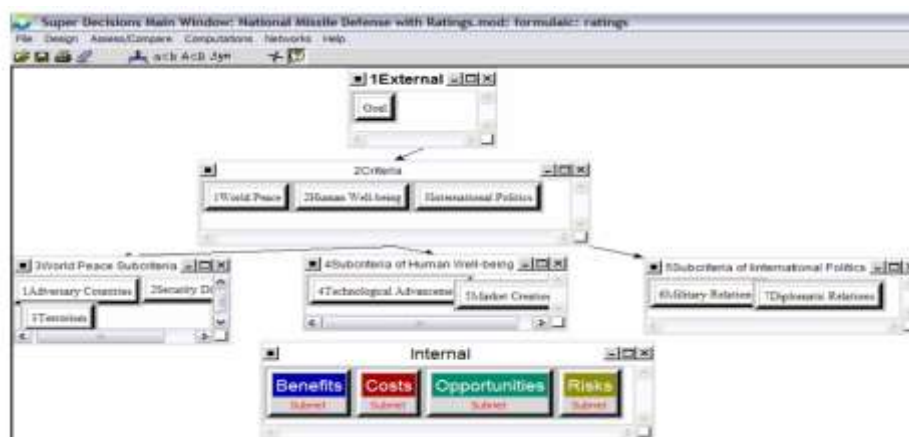 Super Decisions Main Window: National Missile Defense with Ratings.mod: formulaic: ratings
File Design Assess/Compare Computations Networks Help
1External
Goal
2Criteria
1World Peace 2Human Well-being 3International Politics
3World Peace Subcriteria
1Adversary Countries 2Security Di
3Terrorism
4Subcriteria of Human Well-being
4Technological Advanceme 5Market Creation
5Subcriteria of International Politics
6Military Relations 7Diplomatic Relations
Internal
Benefits Costs Opportunities Risks
Subnet Subnet Subnet Subnet